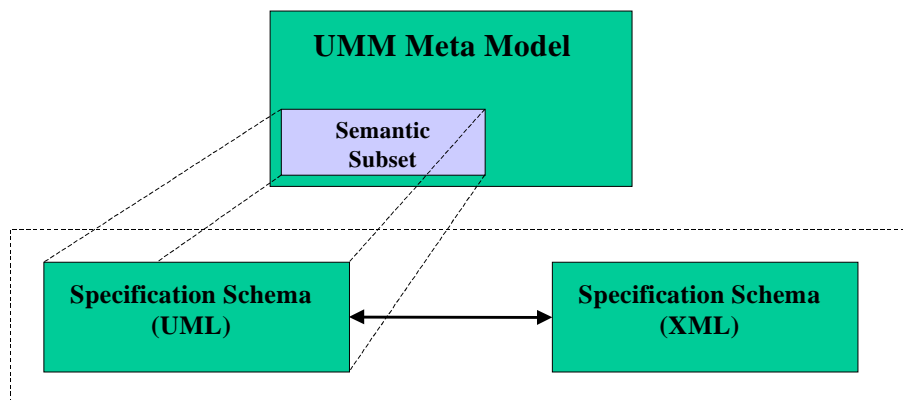 UMM Meta Model
Semantic
Subset
Specification Schema
(UML)
Specification Schema
(XML)